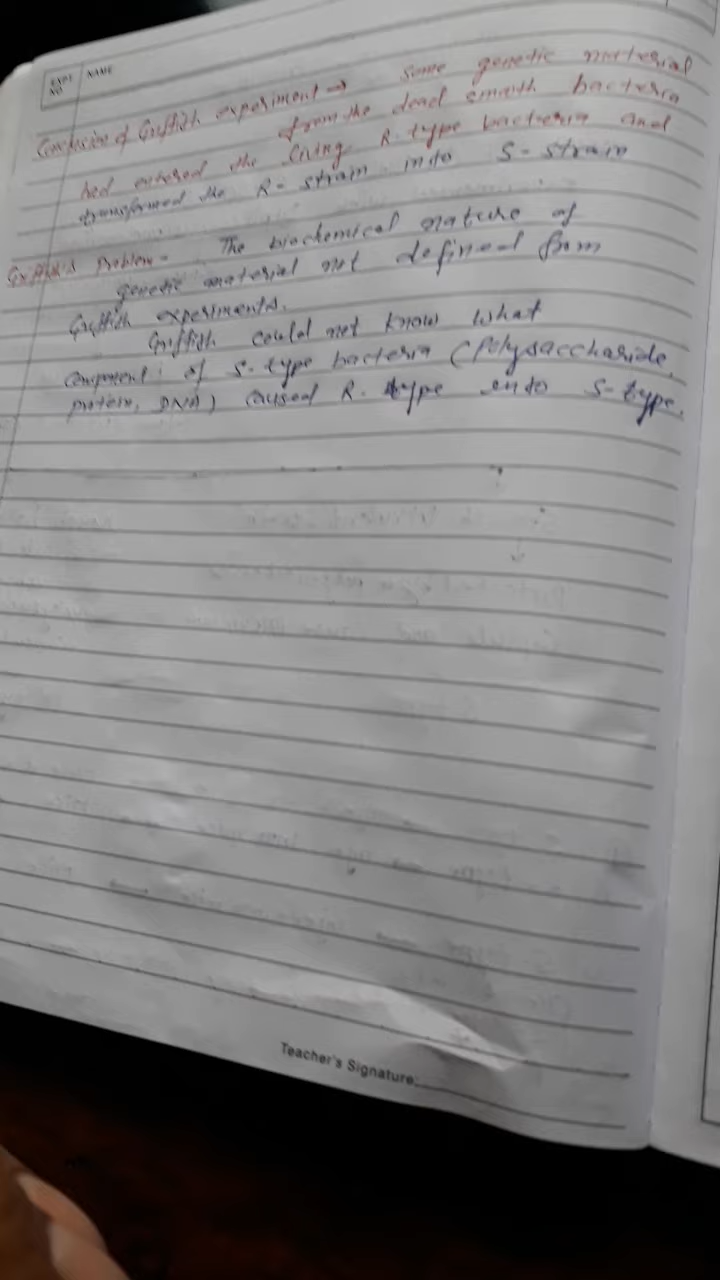 EXPT. NO.
NAME
Conclusion of Griffith experiment → Some genetic material
from the dead smooth bacteria
had entered the living R-type bacteria and
transformed the R- strain into S-strain
Griffith's Problem- The biochemical nature of
genetic material not defined from
Griffith experiments.
Griffith could not know what
component of S-type bacteria (Polysaccharide,
protein, DNA) caused R-type into S-type.
Teacher's Signature: